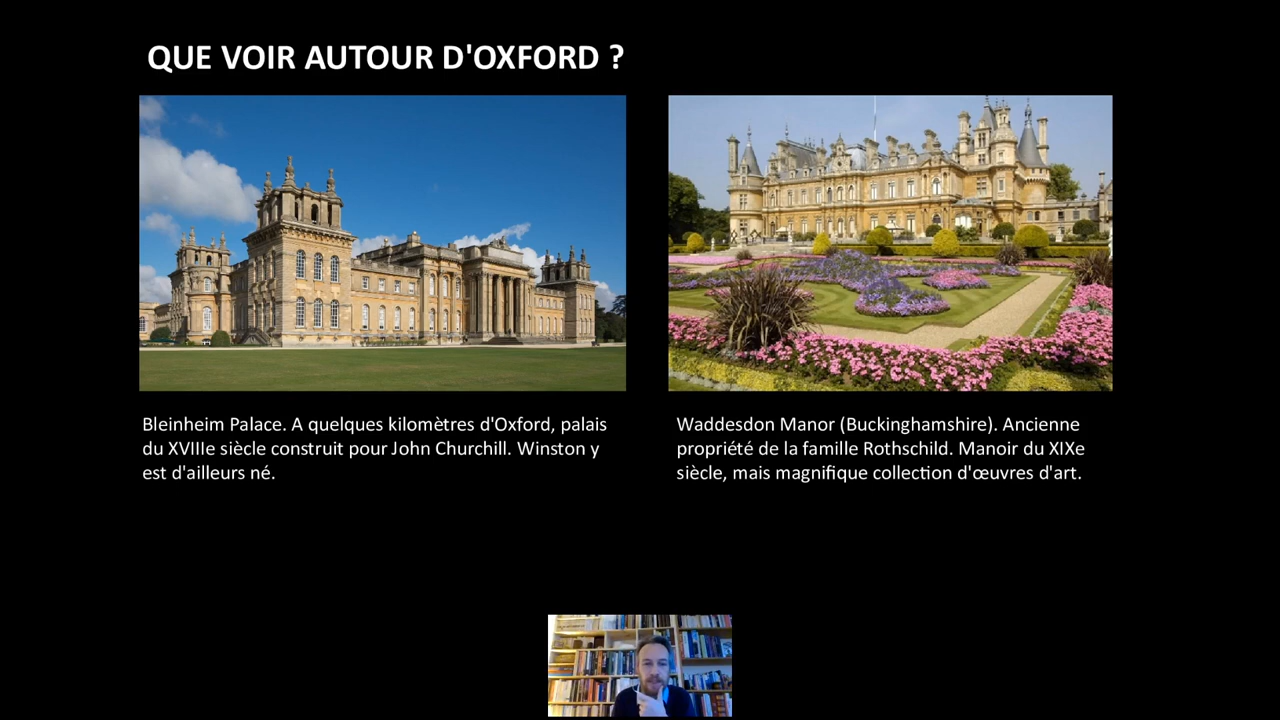 QUE VOIR AUTOUR D'OXFORD ?
Bleinheim Palace. A quelques kilomètres d'Oxford, palais
du XVIIIe siècle construit pour John Churchill. Winston y
est d'ailleurs né.
Waddesdon Manor (Buckinghamshire). Ancienne
propriété de la famille Rothschild. Manoir du XIXe
siècle, mais magnifique collection d'œuvres d'art.